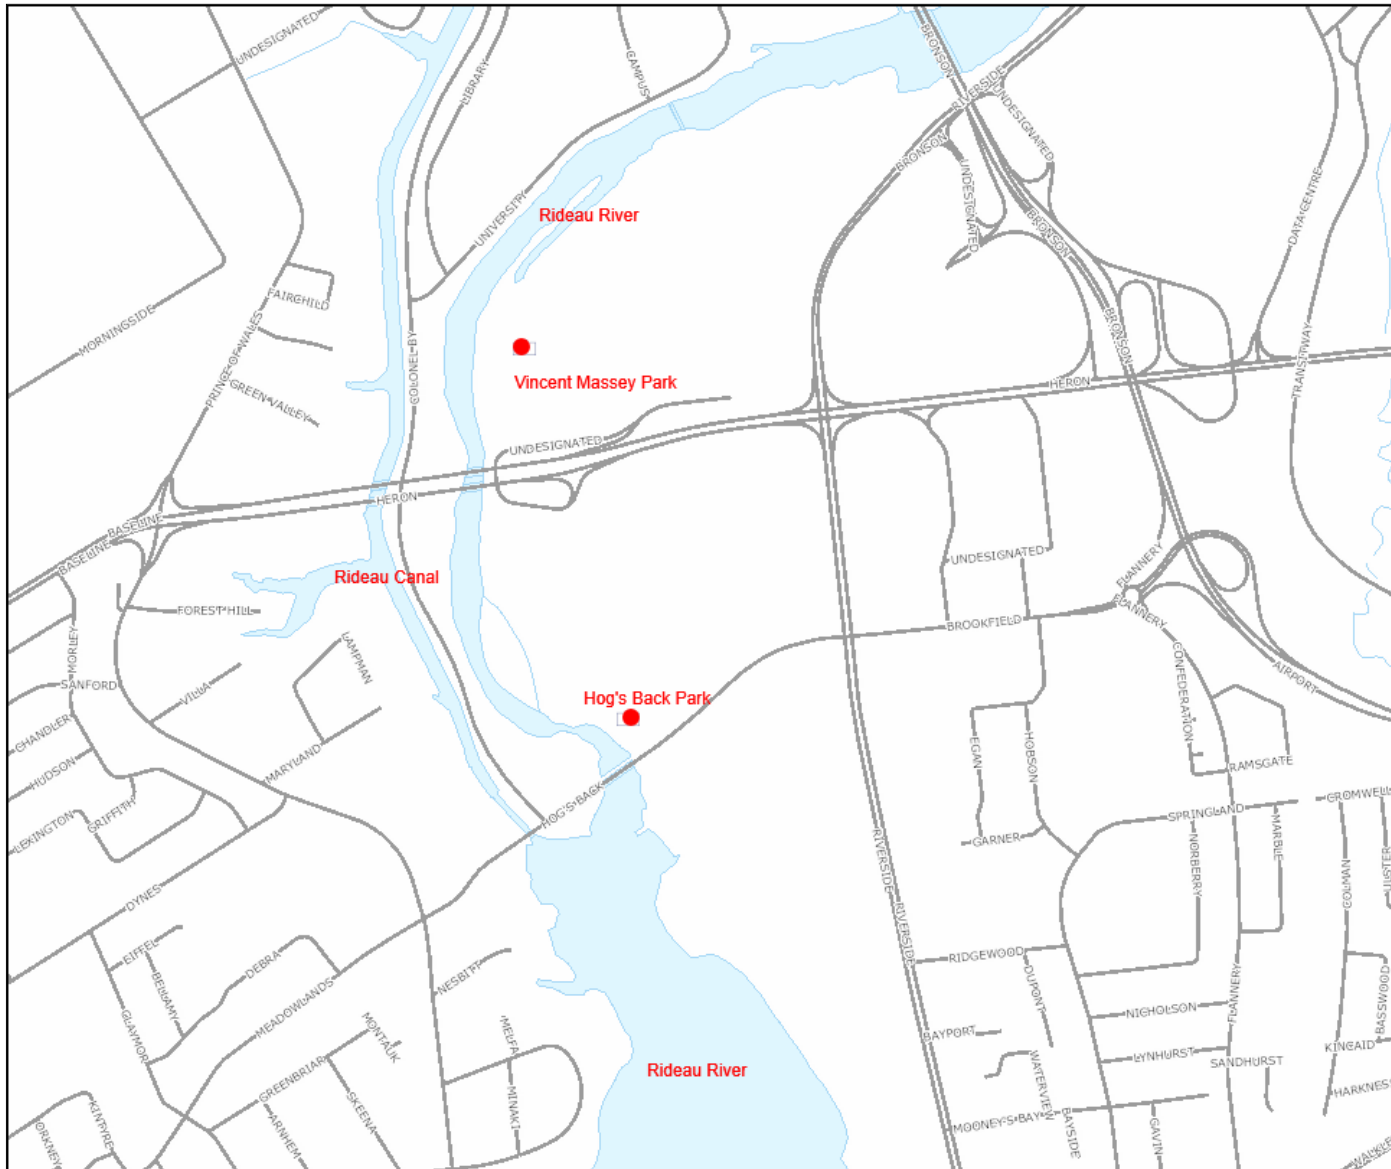 UNDESIGNATED
LIBRARY
CAMPUS
BRONSON
RIVERSIDE
UNDESIGNATED
BRONSON
UNDESIGNATED
DATA CENTRE
UNIVERSITY
Rideau River
BRONSON
FAIRCHILD
MORNINGSIDE
PRINCE OF WALES
COLONEL BY
BRONSON
TRANSITWAY
Vincent Massey Park
HERON
GREEN VALLEY
UNDESIGNATED
HERON
BASELINE
BASELINE
UNDESIGNATED
FLANNERY
Rideau Canal
FOREST HILL
FLANNERY
BROOKFIELD
MORLEY
LAMPMAN
CONFEDERATION
AIRPORT
SANFORD
VILLA
Hog's Back Park
CHANDLER
HUDSON
MARYLAND
EGAN
HOBSON
RAMSGATE
CROMWELL
SPRINGLAND
LEXINGTON
GRIFFITH
HOG'S BACK
GARNER
NORBERRY
MARBLE
RIVERSIDE
DYNES
RIVERSIDE
EIFFEL
BELLAMY
DEBRA
NESBITT
RIDGEWOOD
DUPONT
FLANNERY
BASSWOOD
CLAYMOR
MEADOWLANDS
NICHOLSON
MONTAUK
MELFA
BAYPORT
KINCAID
LYNHURST
SANDHURST
GREENBRIAR
Rideau River
WATERVIEW
HARKNESS
MINAKI
SKEENA
KINTYRE
ORKNEY
ARNHEM
MOONEY'S BAY
BAYSIDE
GAVIN